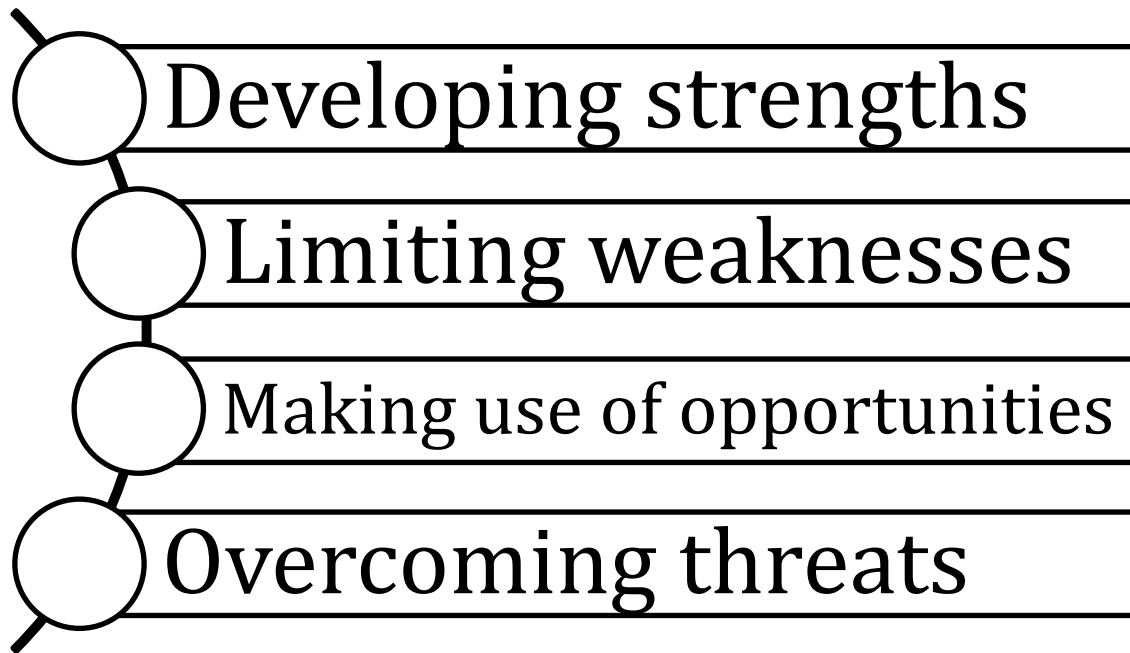 Developing strengths
Limiting weaknesses
Making use of opportunities
Overcoming threats